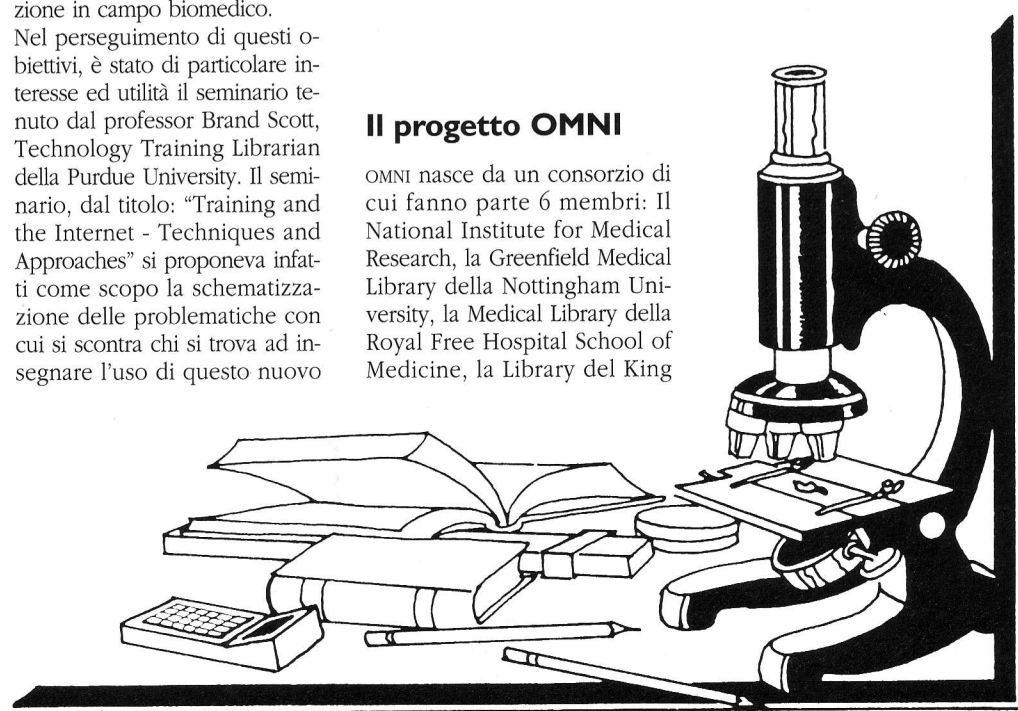 zione in campo biomedico.
Nel perseguimento di questi o-
biettivi, è stato di particolare in-
teresse ed utilità il seminario te-
nuto dal professor Brand Scott,
Technology Training Librarian
della Purdue University. Il semi-
nario, dal titolo: “Training and
the Internet - Techniques and
Approaches” si proponeva infat-
ti come scopo la schematizza-
zione delle problematiche con
cui si scontra chi si trova ad in-
segnare l’uso di questo nuovo
Il progetto OMNI
OMNI nasce da un consorzio di
cui fanno parte 6 membri: Il
National Institute for Medical
Research, la Greenfield Medical
Library della Nottingham Uni-
versity, la Medical Library della
Royal Free Hospital School of
Medicine, la Library del King